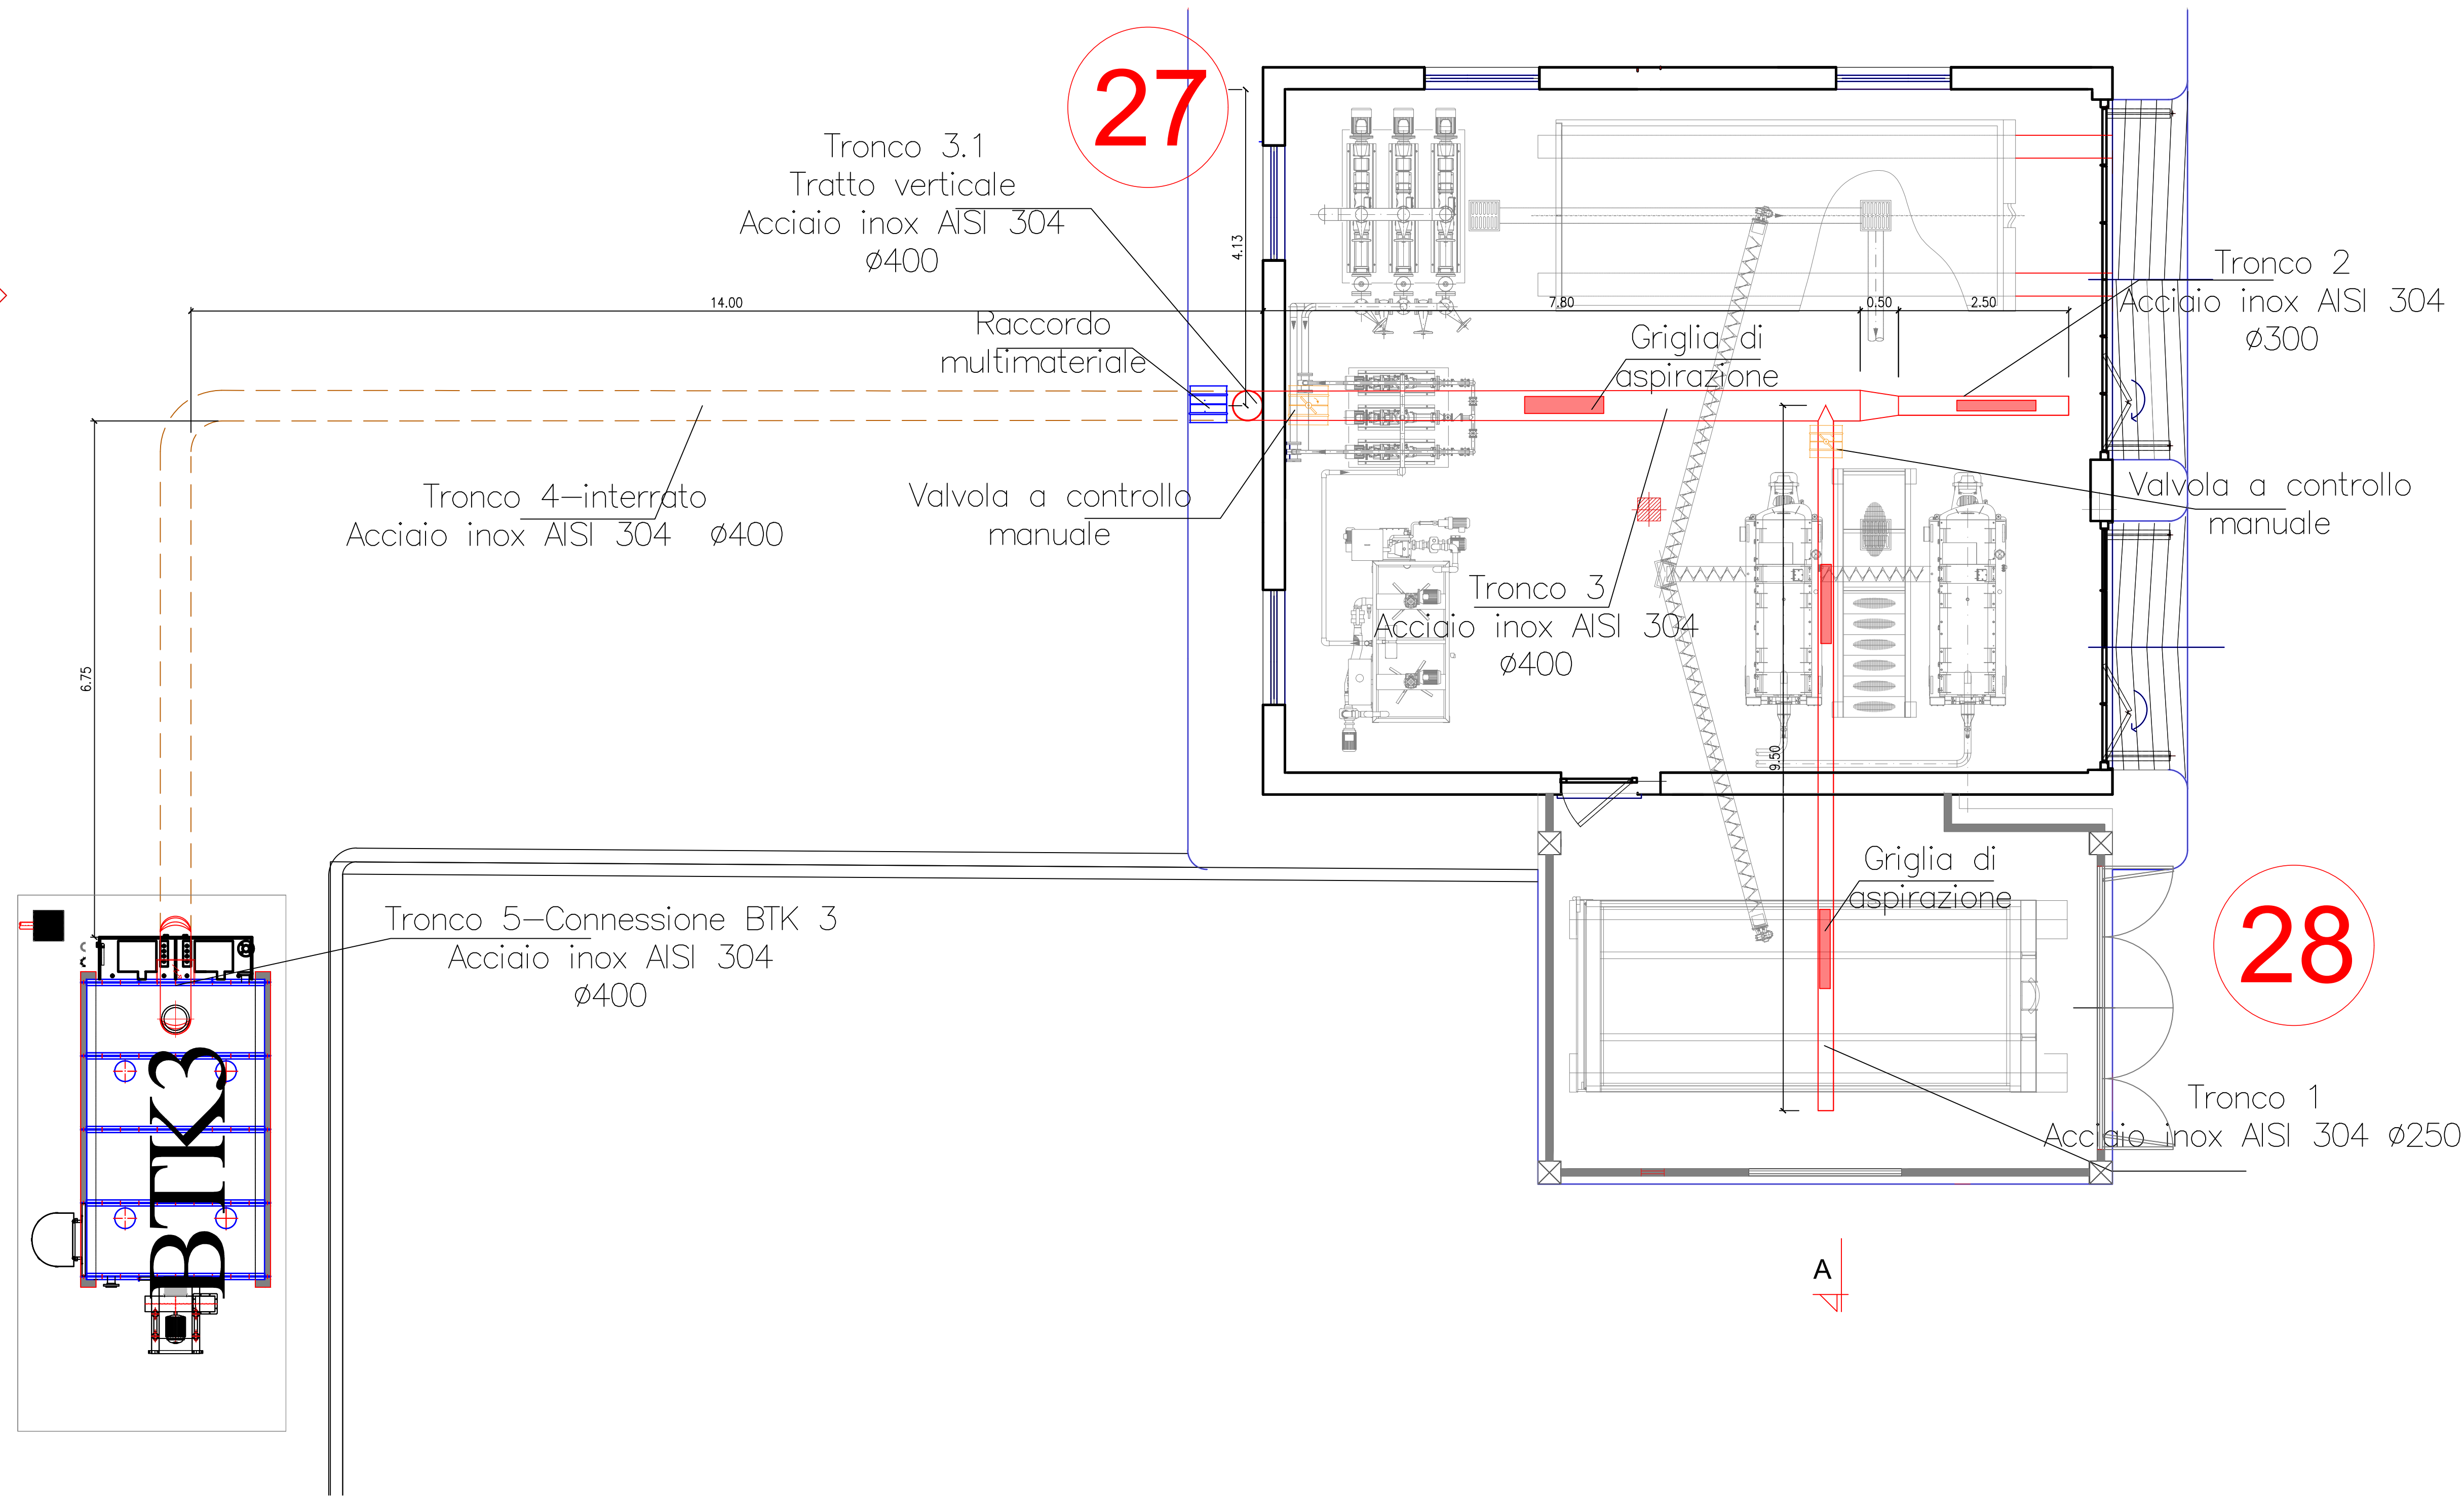 27
Tronco 3.1
Tratto verticale
Acciaio inox AISI 304
ø400
4.13
Tronco 2
Acciaio inox AISI 304
ø300
14.00
7.80
0.50
2.50
Raccordo
multimateriale
Griglia di
aspirazione
Tronco 4-interrato
Acciaio inox AISI 304 ø400
Valvola a controllo
manuale
Valvola a controllo
manuale
Tronco 3
Acciaio inox AISI 304
ø400
6.75
9.50
Griglia di
aspirazione
28
Tronco 5-Connessione BTK 3
Acciaio inox AISI 304
ø400
BTK3
Tronco 1
Acciaio inox AISI 304 ø250
A